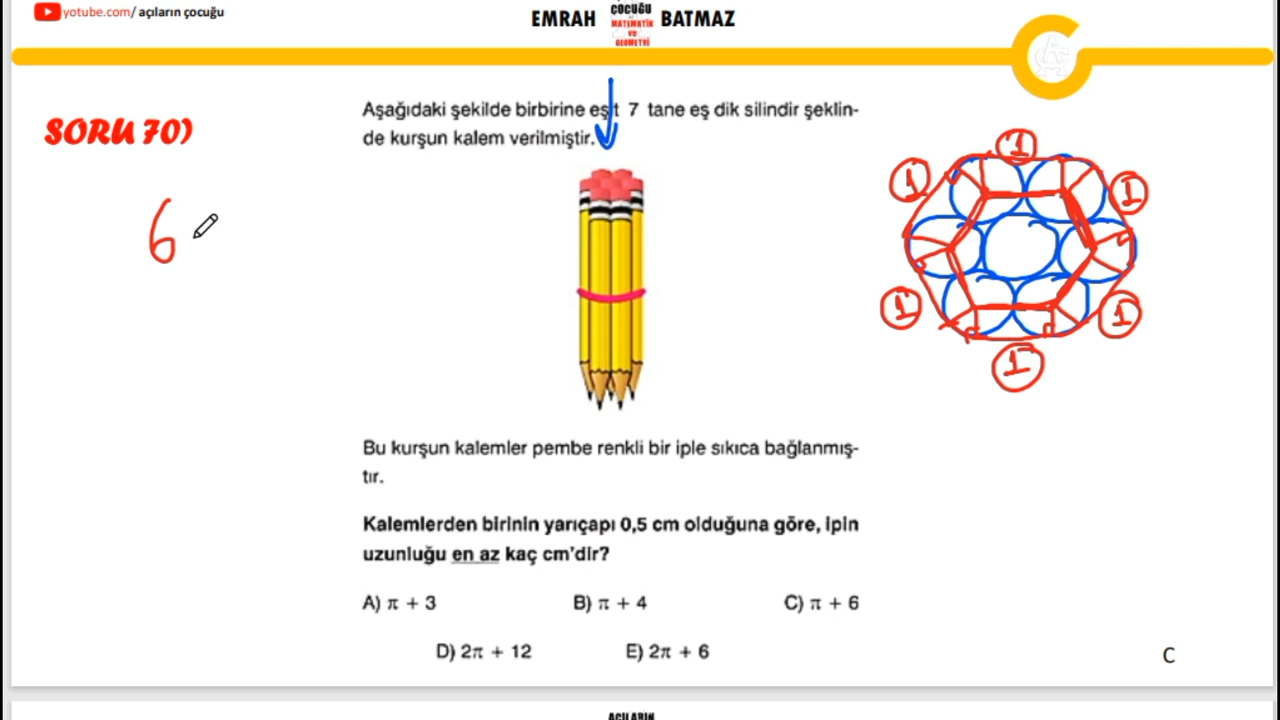 yotube.com/ açıların çocuğu
EMRAH
ÇOCUĞU
MATEMATİK
ve
GEOMETRİ
BATMAZ
SORU 70)
6
Aşağıdaki şekilde birbirine eşit 7 tane eş dik silindir şeklin-
de kurşun kalem verilmiştir.
1
1
1
1
1
1
Bu kurşun kalemler pembe renkli bir iple sıkıca bağlanmış-
tır.
Kalemlerden birinin yarıçapı 0,5 cm olduğuna göre, ipin
uzunluğu en az kaç cm'dir?
A) π + 3 B) π + 4 C) π + 6
D) 2π + 12 E) 2π + 6
C
AÇILARIN